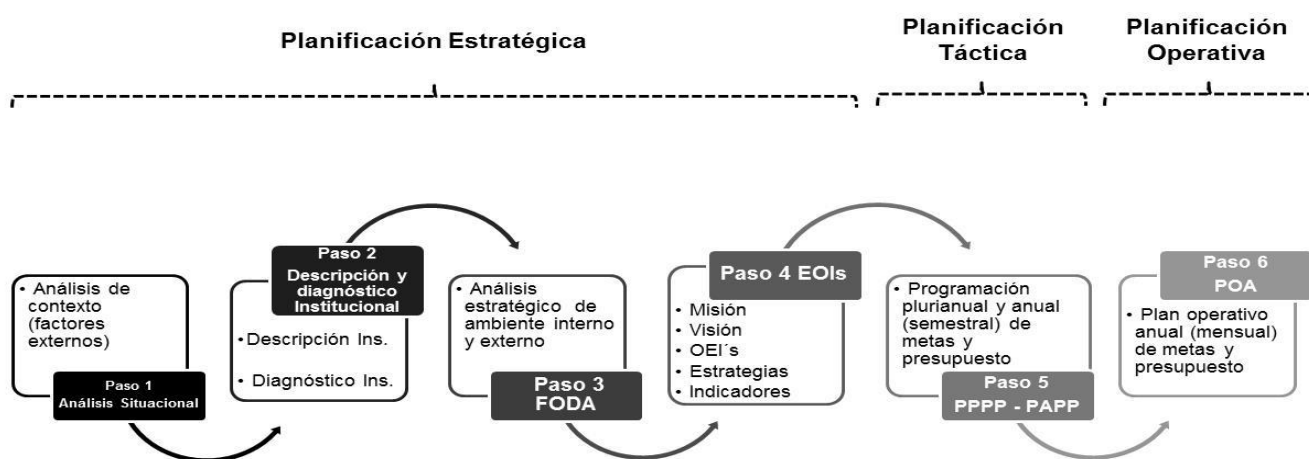 Planificación Estratégica
Planificación
Táctica
Planificación
Operativa
• Análisis de
contexto
(factores
externos)
Paso 1
Análisis Situacional
Paso 2
Descripción y
diagnóstico
Institucional
•Descripción Ins.
• Diagnóstico Ins.
• Análisis
estratégico de
ambiente interno
y externo
Paso 3
FODA
Paso 4 EOIs
• Misión
• Visión
• OEI´s
• Estrategias
• Indicadores
• Programación
plurianual y anual
(semestral) de
metas y
presupuesto
Paso 5
PPPP - PAPP
Paso 6
POA
• Plan operativo
anual (mensual)
de metas y
presupuesto